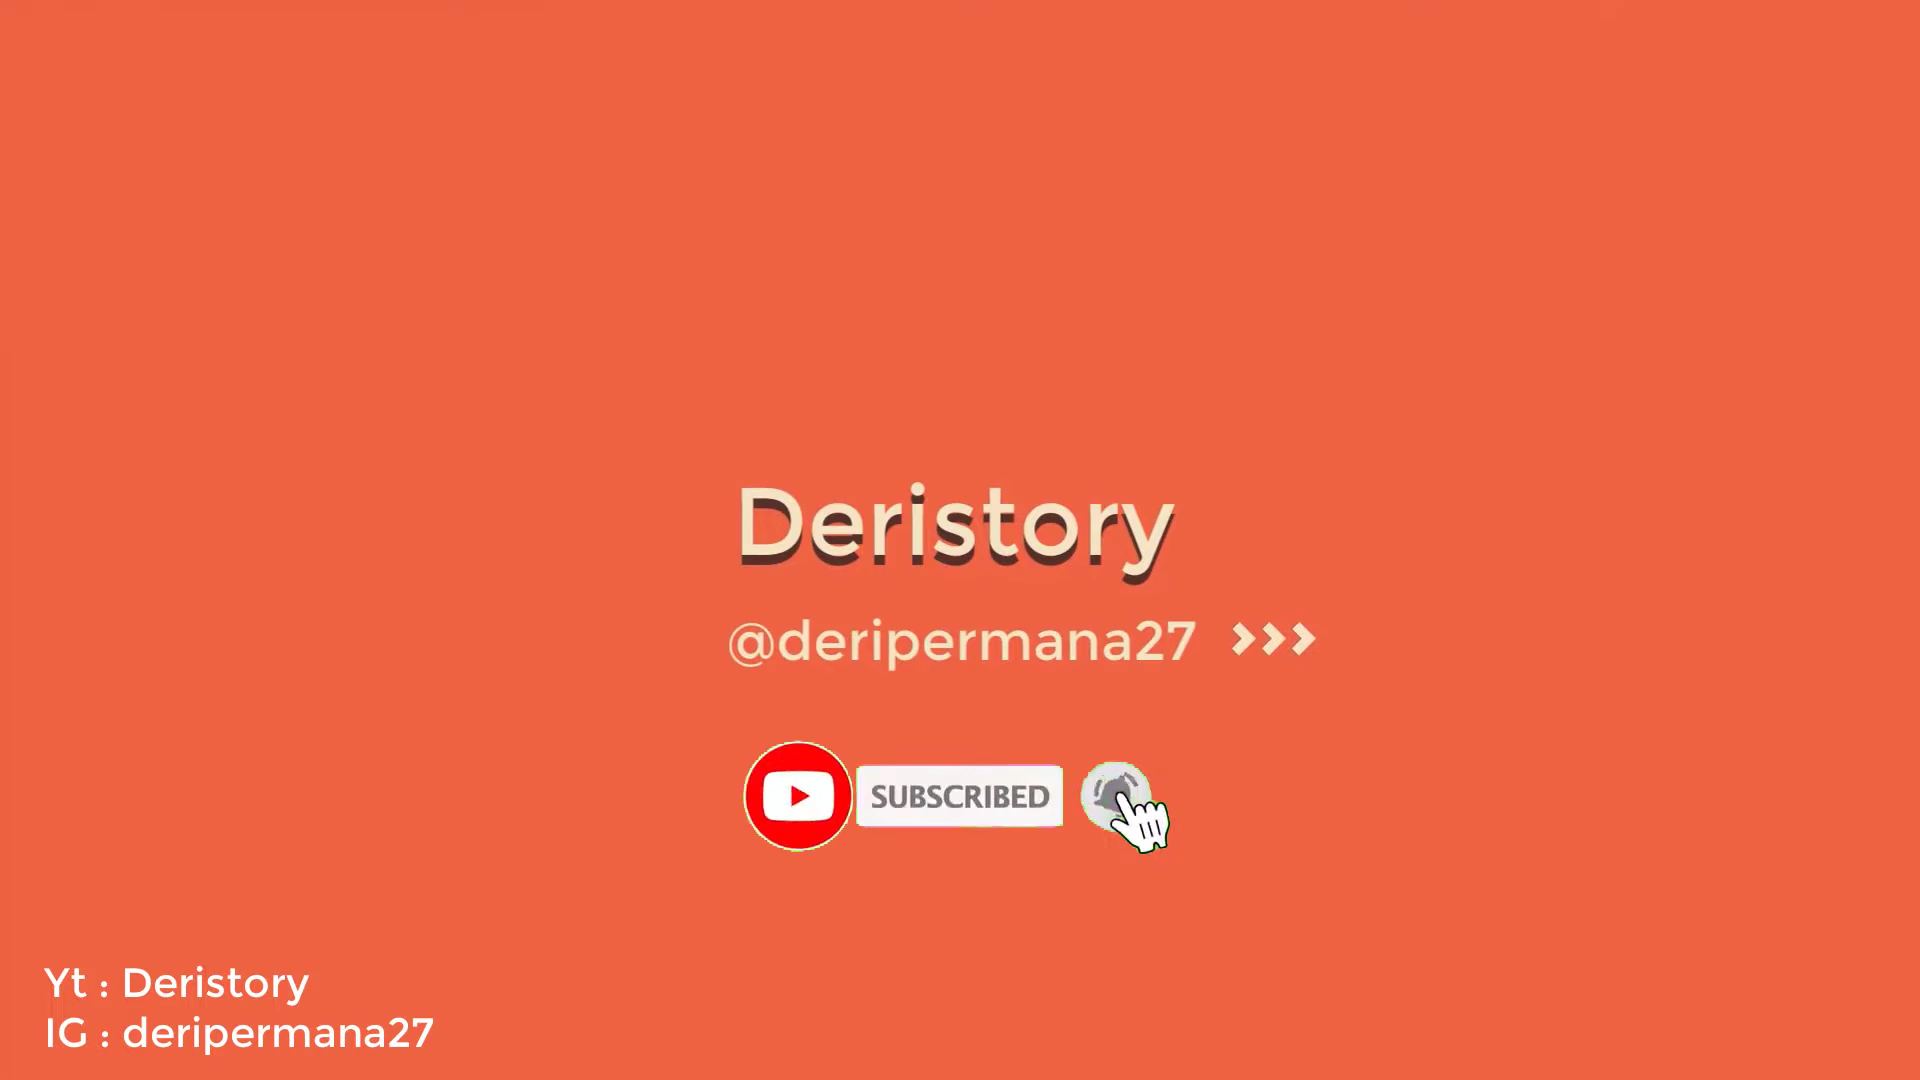 Deristory
@deripermana27
SUBSCRIBED
Yt : Deristory
IG : deripermana27